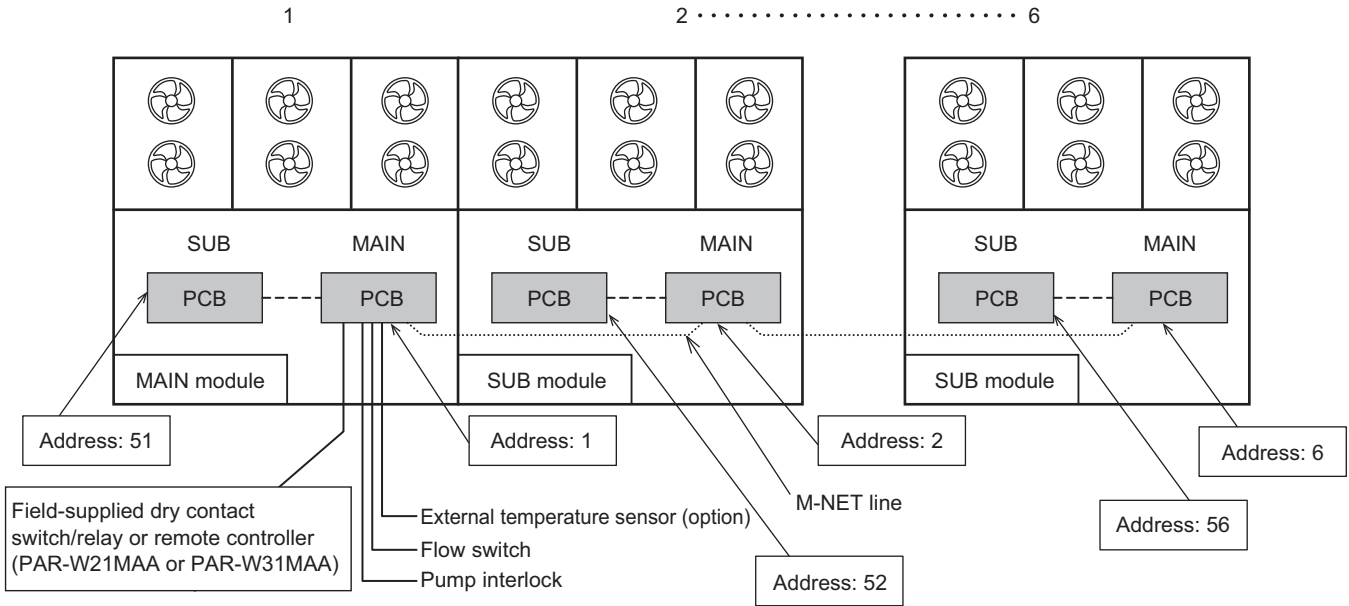 1
2 · · · · · · · · · · · · · · · · · · · · · · 6
SUB
MAIN
SUB
MAIN
SUB
MAIN
PCB
PCB
PCB
PCB
PCB
PCB
MAIN module
SUB module
SUB module
Address: 51
Address: 1
Address: 2
Address: 6
M-NET line
Field-supplied dry contact
switch/relay or remote controller
(PAR-W21MAA or PAR-W31MAA)
External temperature sensor (option)
Flow switch
Pump interlock
Address: 52
Address: 56